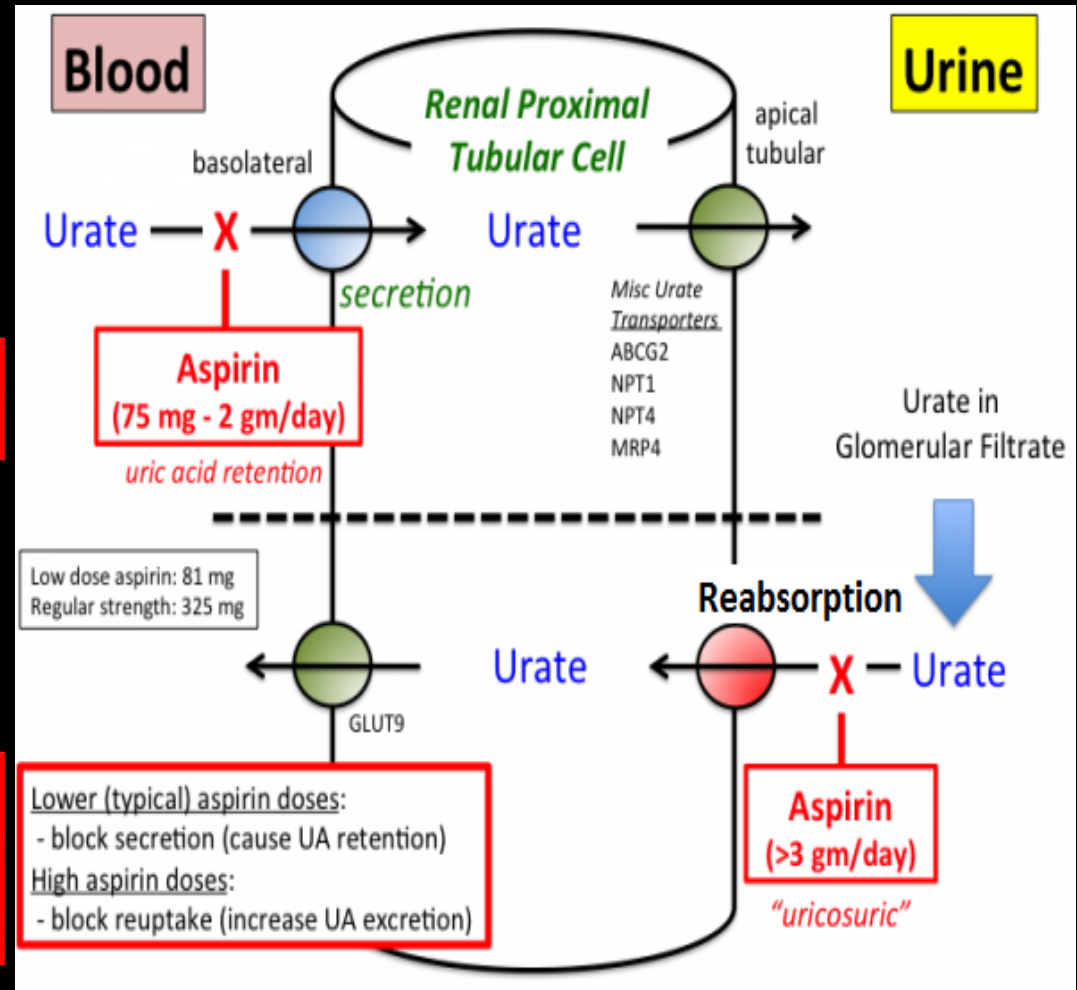 Blood
Urine
Renal Proximal
Tubular Cell
apical
tubular
basolateral
Urate
X
Urate
secretion
Misc Urate
Transporters
ABCG2
NPT1
NPT4
MRP4
Aspirin
(75 mg - 2 gm/day)
uric acid retention
Urate in
Glomerular Filtrate
Low dose aspirin: 81 mg
Regular strength: 325 mg
Reabsorption
Urate
X
Urate
GLUT9
Lower (typical) aspirin doses:
- block secretion (cause UA retention)
High aspirin doses:
- block reuptake (increase UA excretion)
Aspirin
(>3 gm/day)
"uricosuric"